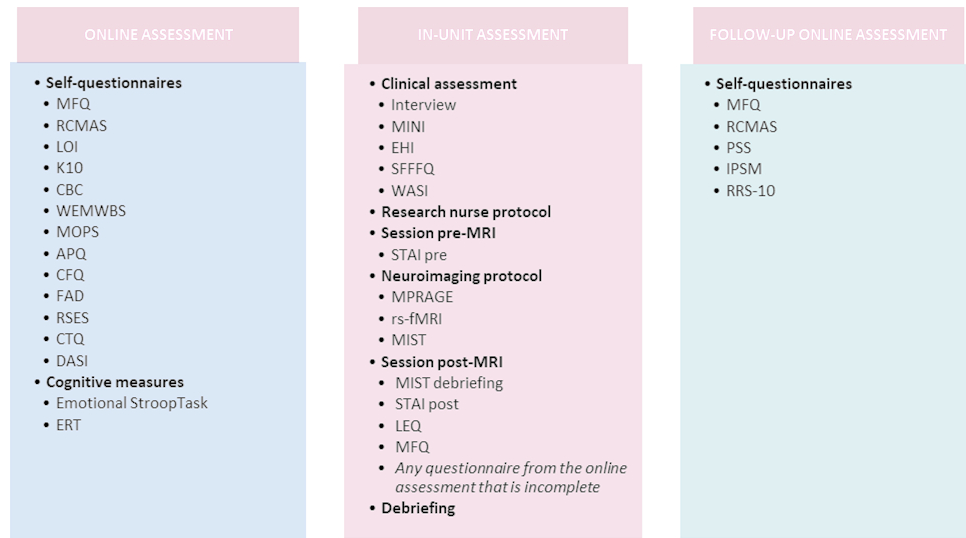 ONLINE ASSESSMENT
• Self-questionnaires
• MFQ
• RCMAS
• LOI
• K10
• CBC
• WEMWBS
• MOPS
• APQ
• CFQ
• FAD
• RSES
• CTQ
• DASI
• Cognitive measures
• Emotional StroopTask
• ERT
IN-UNIT ASSESSMENT
• Clinical assessment
• Interview
• MINI
• EHI
• SFFFQ
• WASI
• Research nurse protocol
• Session pre-MRI
• STAI pre
• Neuroimaging protocol
• MPRAGE
• rs-fMRI
• MIST
• Session post-MRI
• MIST debriefing
• STAI post
• LEQ
• MFQ
• Any questionnaire from the online
assessment that is incomplete
• Debriefing
FOLLOW-UP ONLINE ASSESSMENT
• Self-questionnaires
• MFQ
• RCMAS
• PSS
• IPSM
• RRS-10